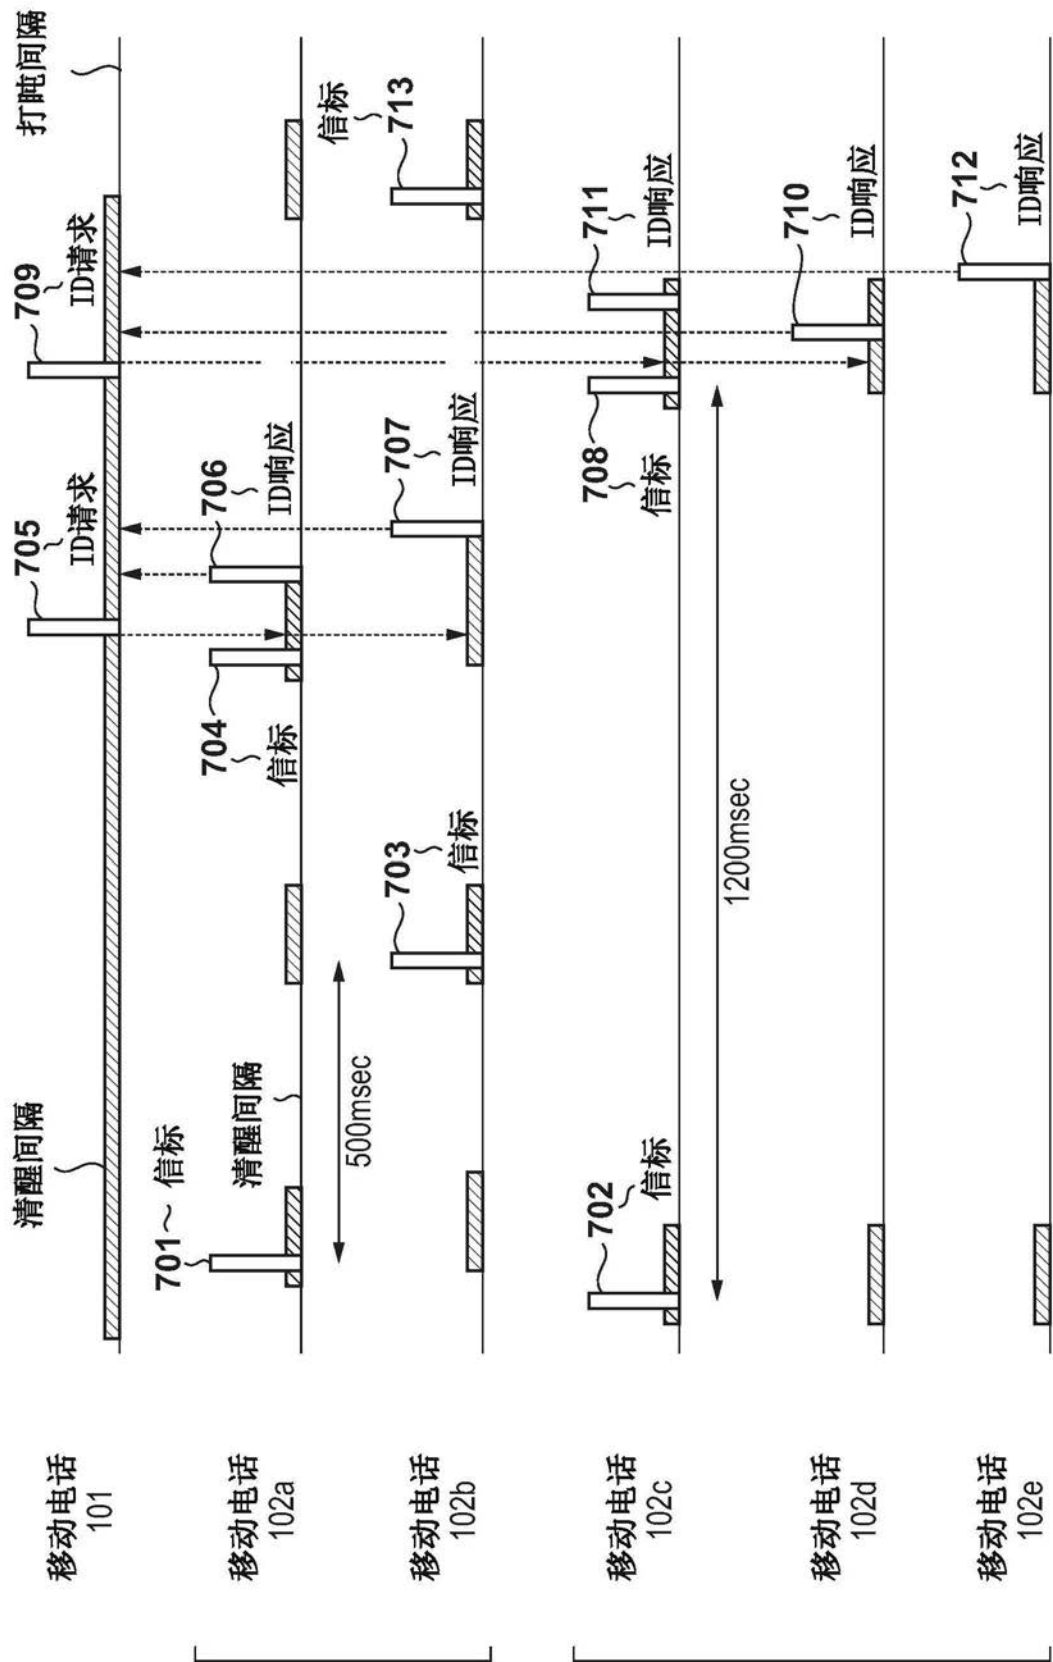 移动电话
101
清醒间隔
705
ID请求
709
ID请求
打盹间隔
移动电话
102a
701
信标
清醒间隔
704
信标
706
ID响应
500msec
信标
移动电话
102b
703
信标
707
ID响应
713
移动电话
102c
702
信标
708
信标
711
ID响应
1200msec
移动电话
102d
710
ID响应
移动电话
102e
712
ID响应